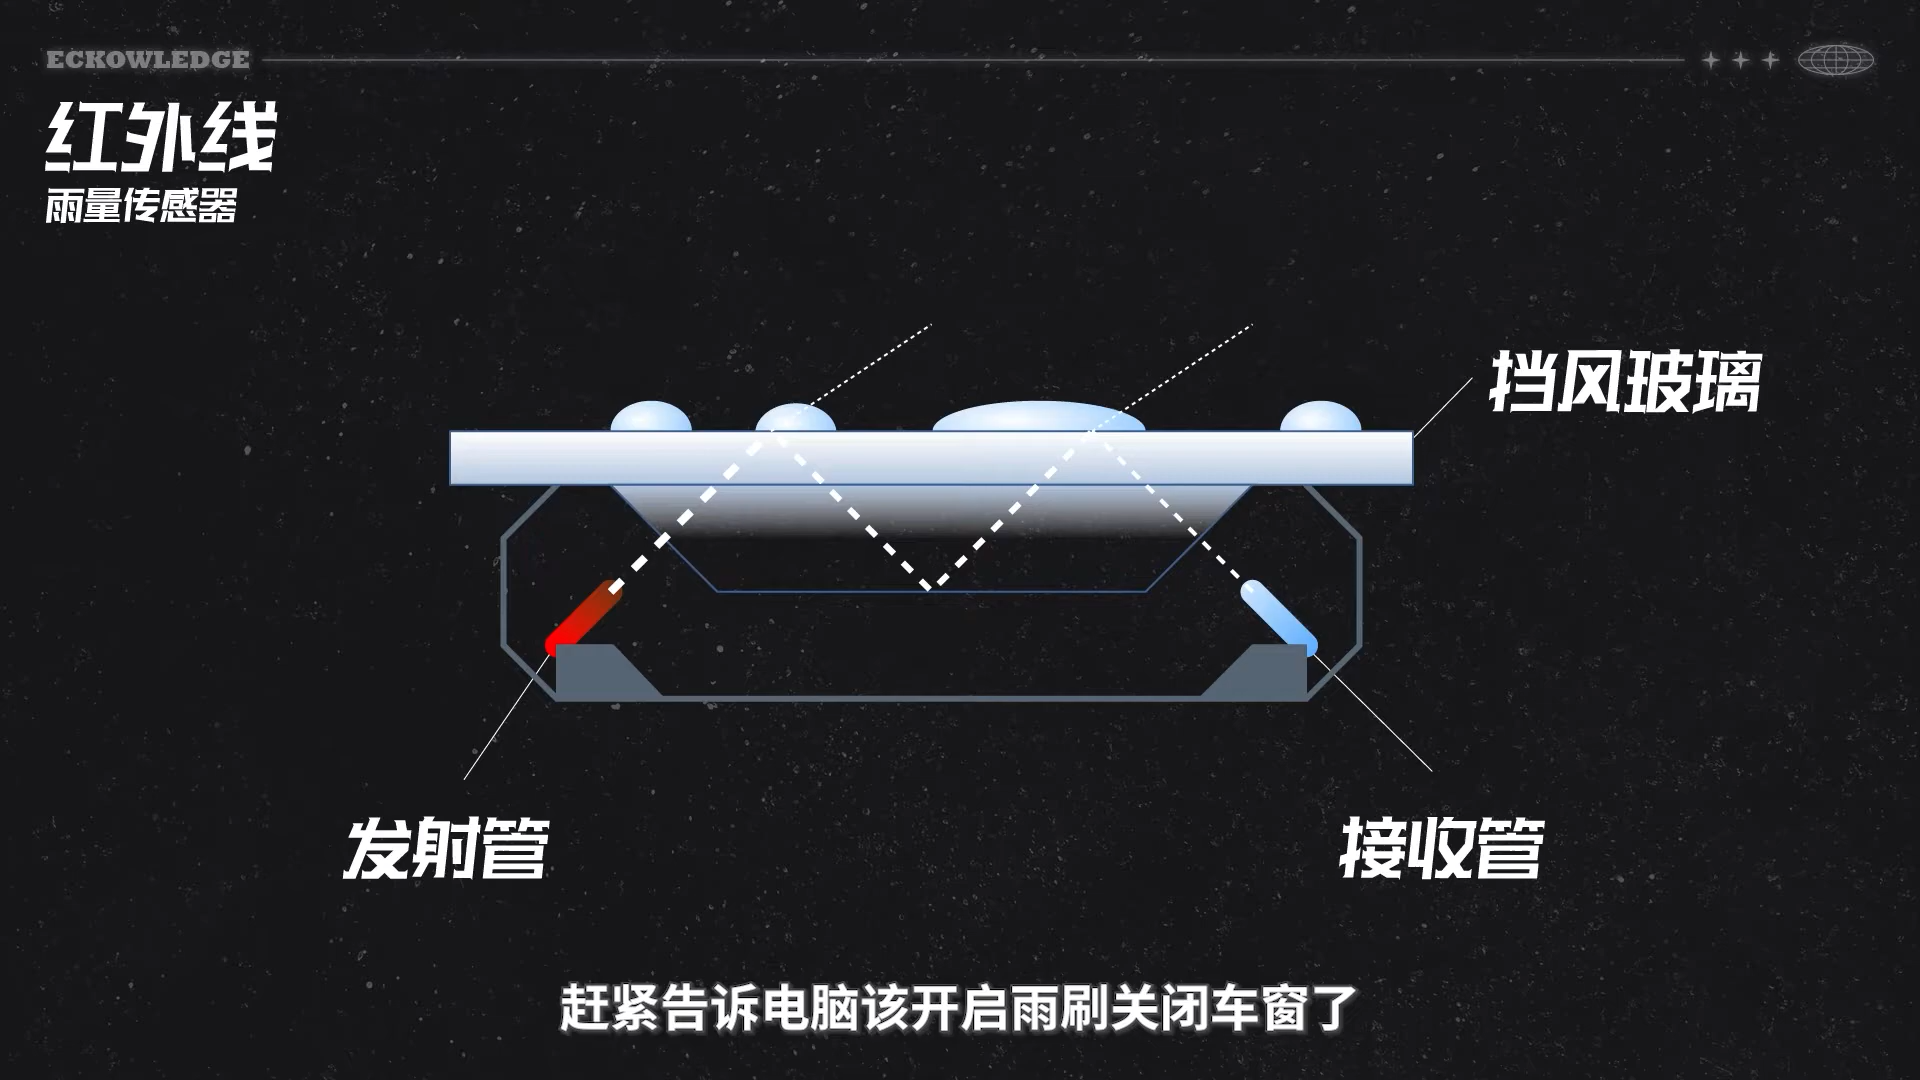 ECKOWLEDGE
红外线
雨量传感器
挡风玻璃
发射管
接收管
赶紧告诉电脑该开启雨刷关闭车窗了